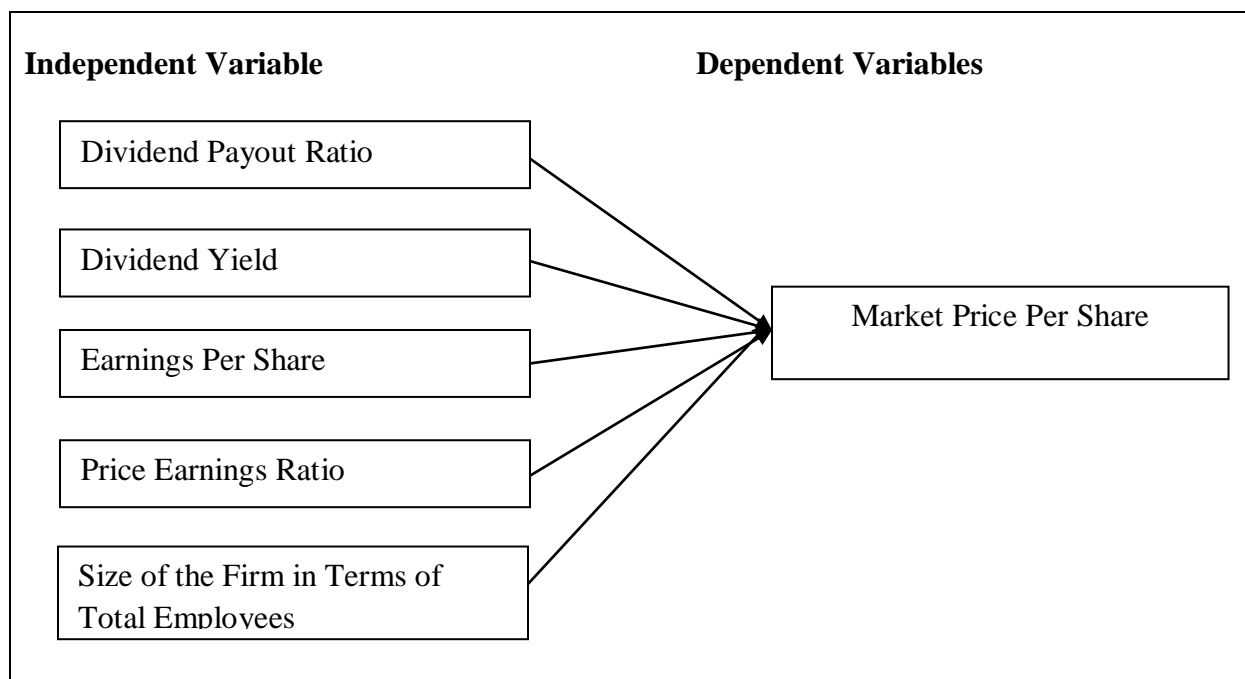 Independent Variable
Dependent Variables
Dividend Payout Ratio
Dividend Yield
Earnings Per Share
Price Earnings Ratio
Size of the Firm in Terms of
Total Employees
Market Price Per Share